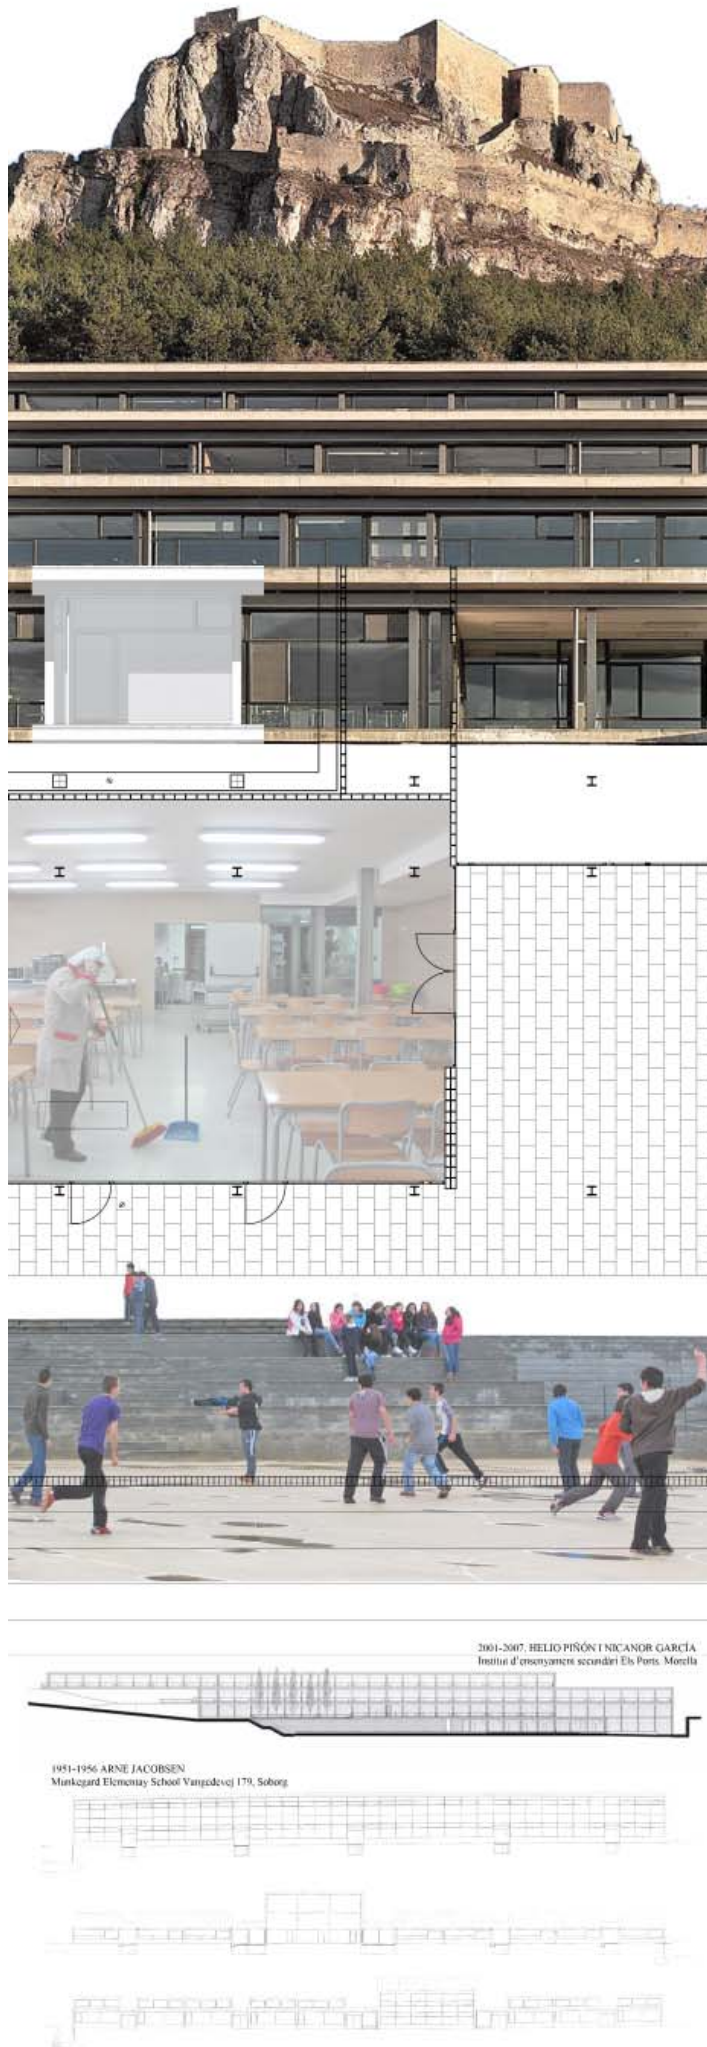 2001-2007. HELIO PIÑÓN I NICANOR GARCÍA
Institut d'ensenyament secundàri Els Ports. Morella
1951-1956 ARNE JACOBSEN
Munkegard Elementay School Vangedevej 179, Soborg